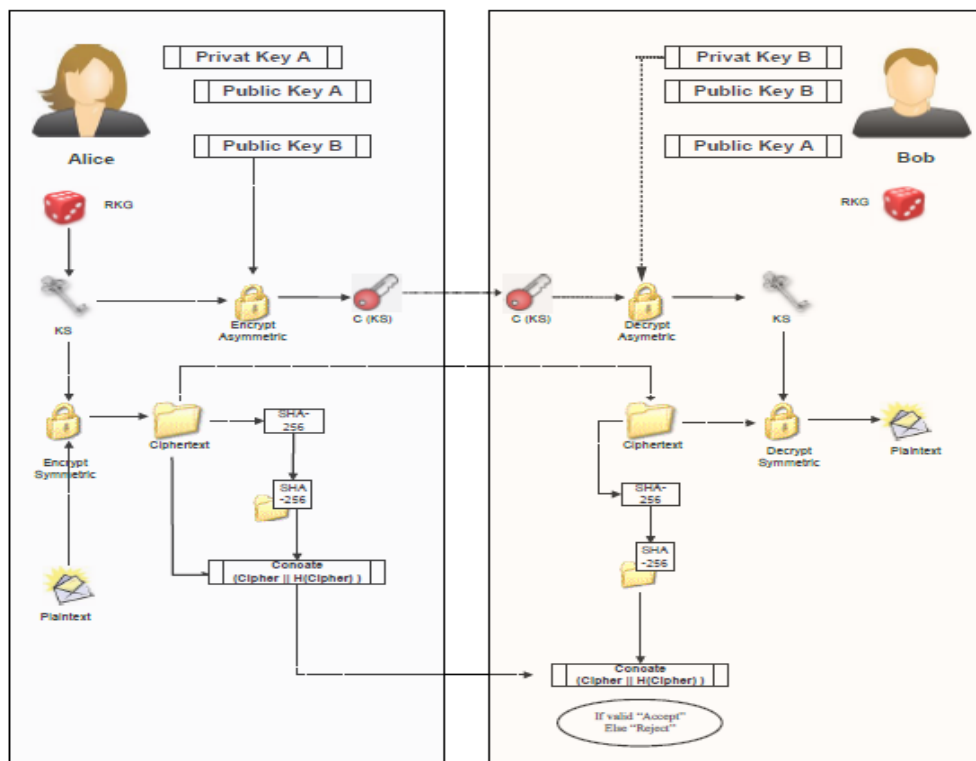 Privat Key A
Public Key A
Public Key B
Alice
RKG
KS
Encrypt
Asymmetric
C (KS)
Encrypt
Symmetric
Ciphertext
SHA-
256
SHA
-256
Conoate
(Cipher || H(Cipher) )
Plaintext
Privat Key B
Public Key B
Public Key A
Bob
RKG
C (KS)
Decrypt
Asymetric
KS
Ciphertext
Decrypt
Symmetric
Plaintext
SHA-
256
SHA
-256
Conoate
(Cipher || H(Cipher) )
If valid “Accept”
Else “Reject”